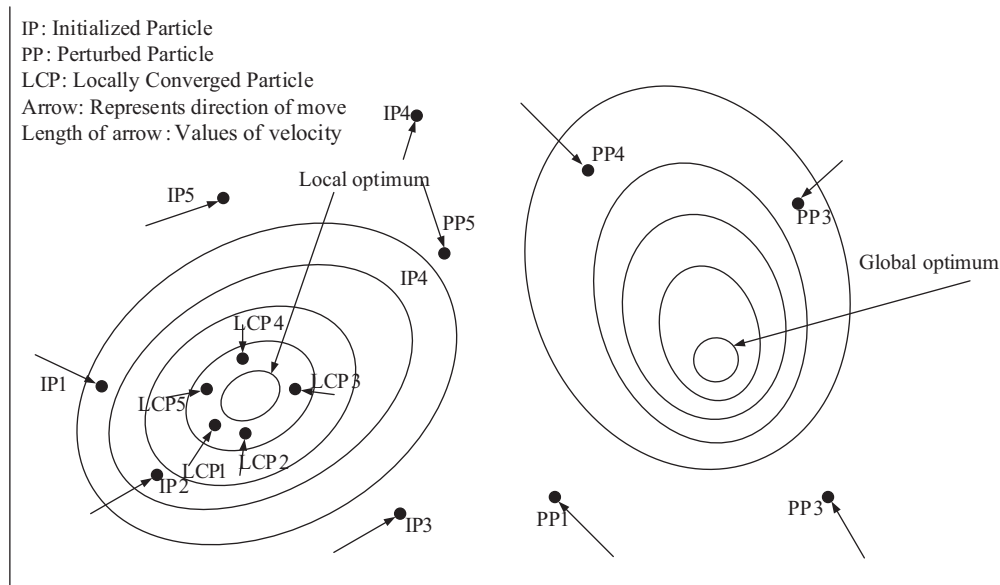 IP: Initialized Particle
PP: Perturbed Particle
LCP: Locally Converged Particle
Arrow: Represents direction of move
Length of arrow: Values of velocity
IP4
PP4
Local optimum
IP5
PP3
PP5
IP4
Global optimum
LCP4
IP1
LCP3
LCP5
LCP2
LCP1
IP2
IP3
PP1
PP3